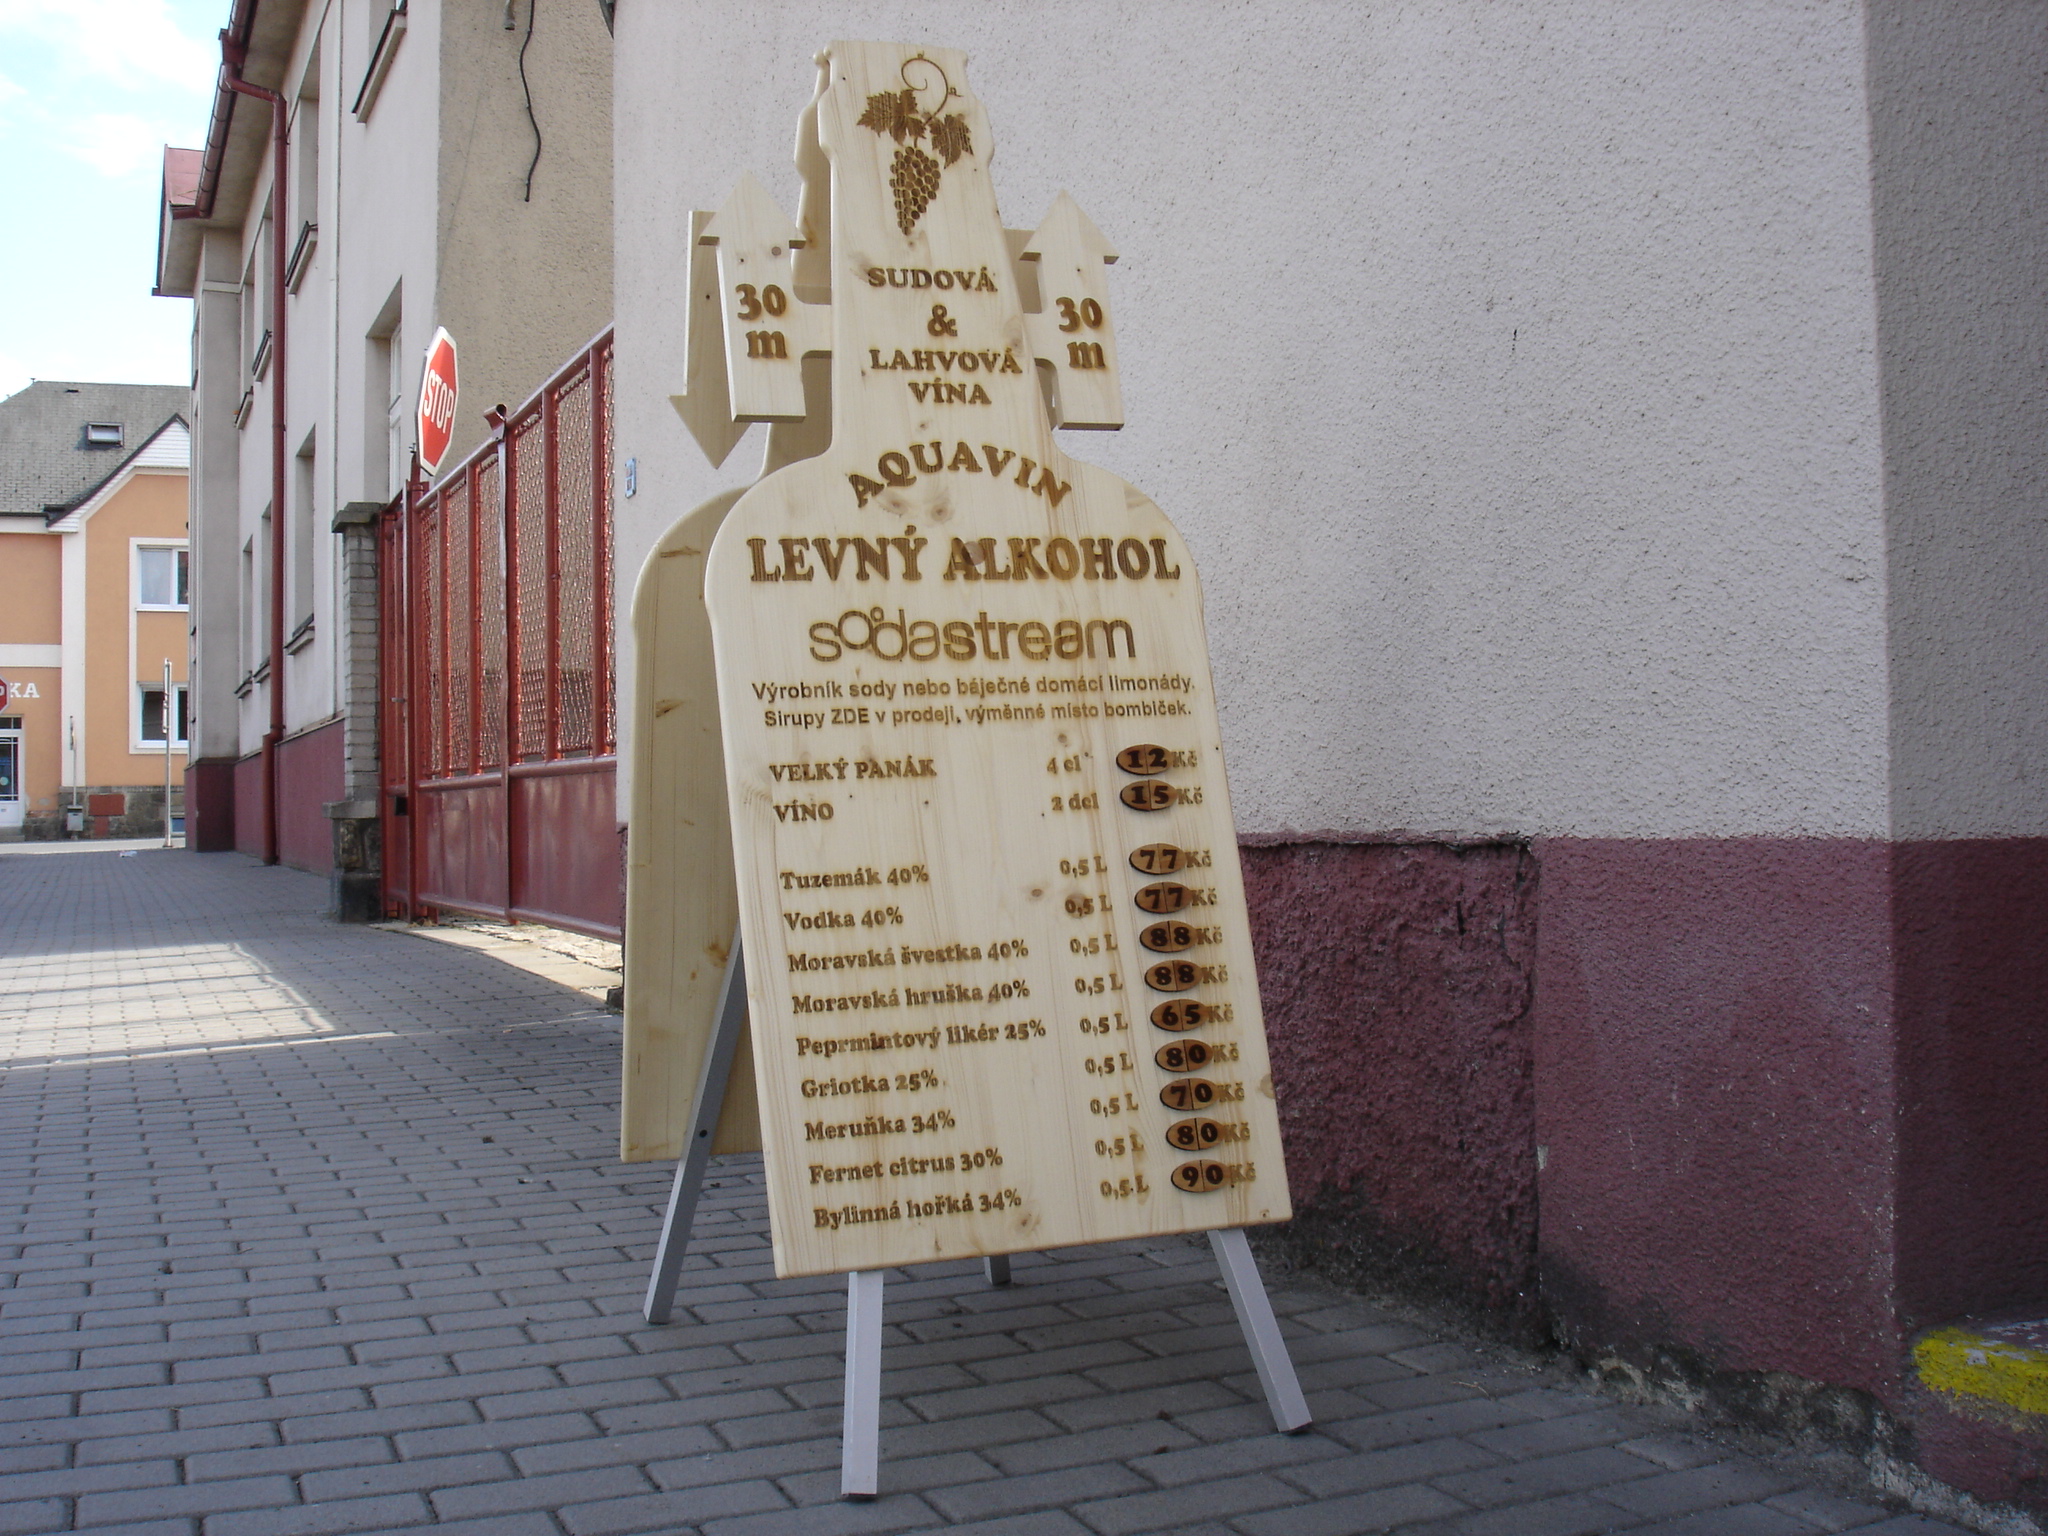 SUDOVÁ
&
LAHVOVÁ
VÍNA
30
m
30
m
AQUAVIN
LEVNÝ ALKOHOL
sodastream
Výrobník sody nebo báječné domácí limonády.
Sirupy ZDE v prodeji, výměnné místo bombiček.
VELKÝ PANÁK 4 cl 12 Kč
VÍNO 2 dcl 15 Kč
Tuzemák 40% 0,5 L 77 Kč
Vodka 40% 0,5 L 77 Kč
Moravská švestka 40% 0,5 L 88 Kč
Moravská hruška 40% 0,5 L 88 Kč
Peprmintový likér 25% 0,5 L 65 Kč
Griotka 25% 0,5 L 80 Kč
Meruňka 34% 0,5 L 70 Kč
Fernet citrus 30% 0,5 L 80 Kč
Bylinná hořká 34% 0,5 L 90 Kč
STOP